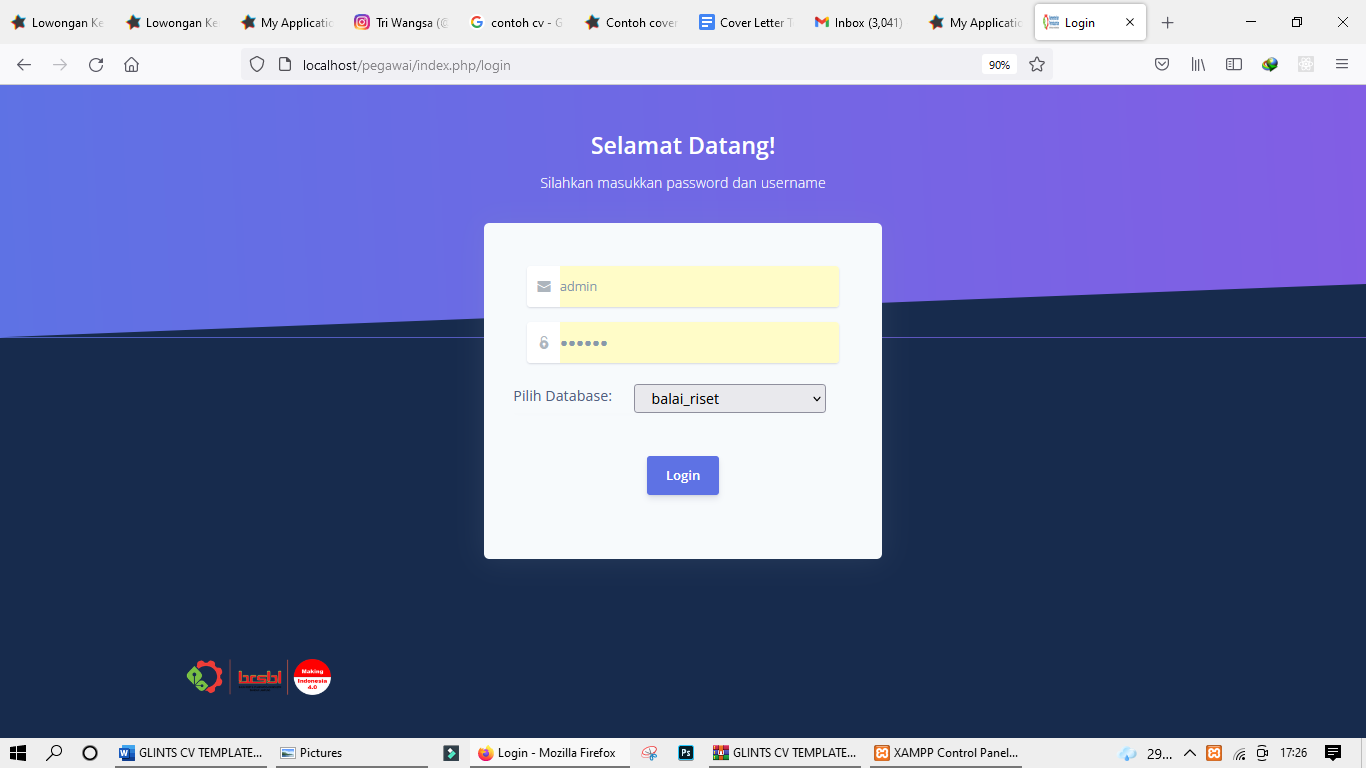 Lowongan Ke
Lowongan Ke
My Applicatio
Tri Wangsa (@
contoh cv - G
Contoh cover
Cover Letter T
Inbox (3,041)
My Applicatio
Login
localhost/pegawai/index.php/login
90%
Selamat Datang!
Silahkan masukkan password dan username
admin
Pilih Database:
balai_riset
Login
bcsbl
Making
Indonesia
4.0
GLINTS CV TEMPLATE...
Pictures
Login - Mozilla Firefox
Ps
GLINTS CV TEMPLATE...
XAMPP Control Panel...
29...
17:26